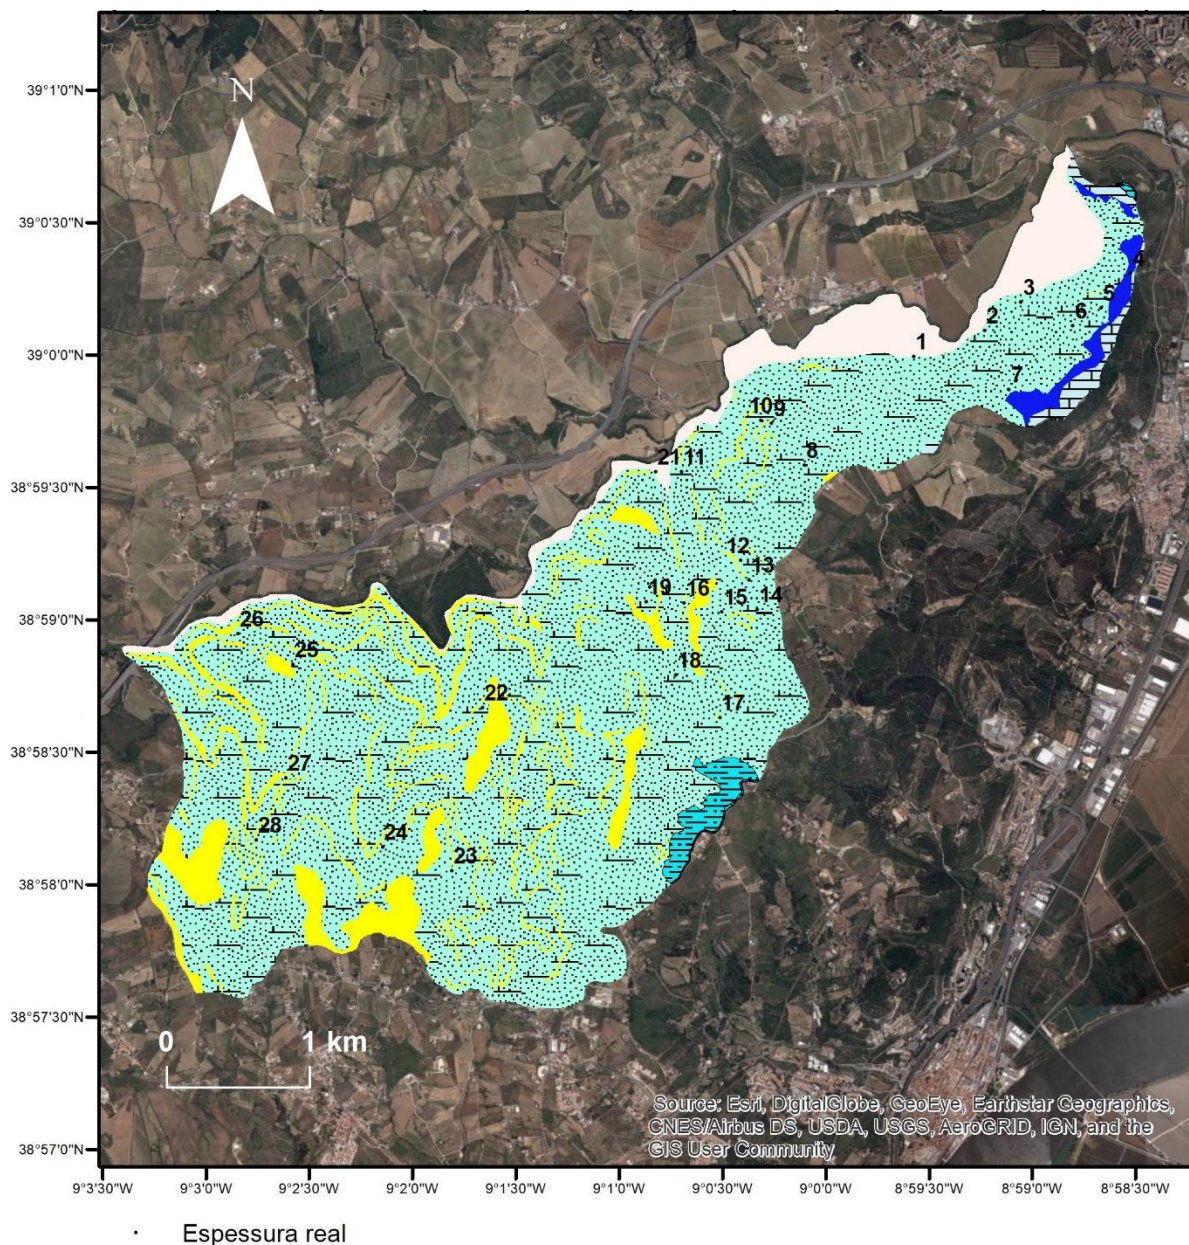 N
39°1'0"N
39°0'30"N
39°0'0"N
38°59'30"N
38°59'0"N
38°58'30"N
38°58'0"N
38°57'30"N
38°57'0"N
4
3
5
2
6
1
7
10 9
8
21 11
12
13
19 16
15 14
26
25
18
22
17
27
28
24
23
0 1 km
Source: Esri, DigitalGlobe, GeoEye, Earthstar Geographics,
CNES/Airbus DS, USDA, USGS, AeroGRID, IGN, and the
GIS User Community
9°3'30"W 9°3'0"W 9°2'30"W 9°2'0"W 9°1'30"W 9°1'0"W 9°0'30"W 9°0'0"W 8°59'30"W 8°59'0"W 8°58'30"W
Espessura real